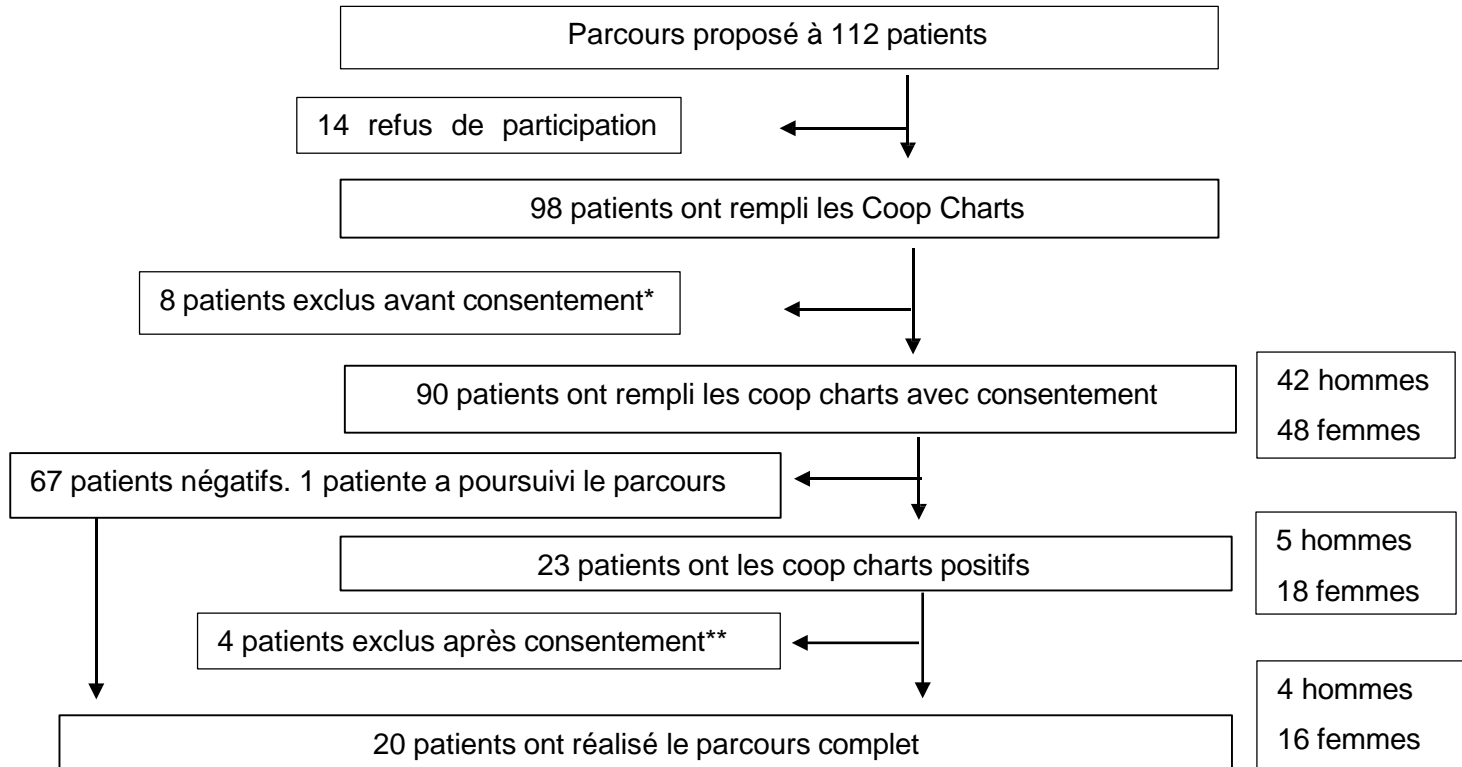 Parcours proposé à 112 patients
14 refus de participation
98 patients ont rempli les Coop Charts
8 patients exclus avant consentement*
90 patients ont rempli les coop charts avec consentement
42 hommes
48 femmes
67 patients négatifs. 1 patiente a poursuivi le parcours
23 patients ont les coop charts positifs
5 hommes
18 femmes
4 patients exclus après consentement**
20 patients ont réalisé le parcours complet
4 hommes
16 femmes